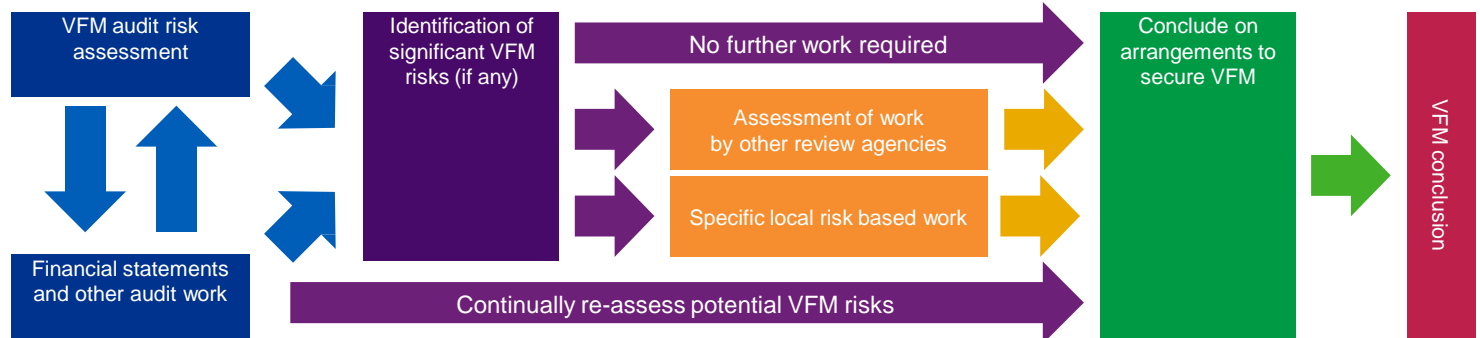 VFM audit risk
assessment
Financial statements
and other audit work
Identification of
significant VFM
risks (if any)
No further work required
Assessment of work
by other review agencies
Specific local risk based work
Continually re-assess potential VFM risks
Conclude on
arrangements to
secure VFM
VFM conclusion